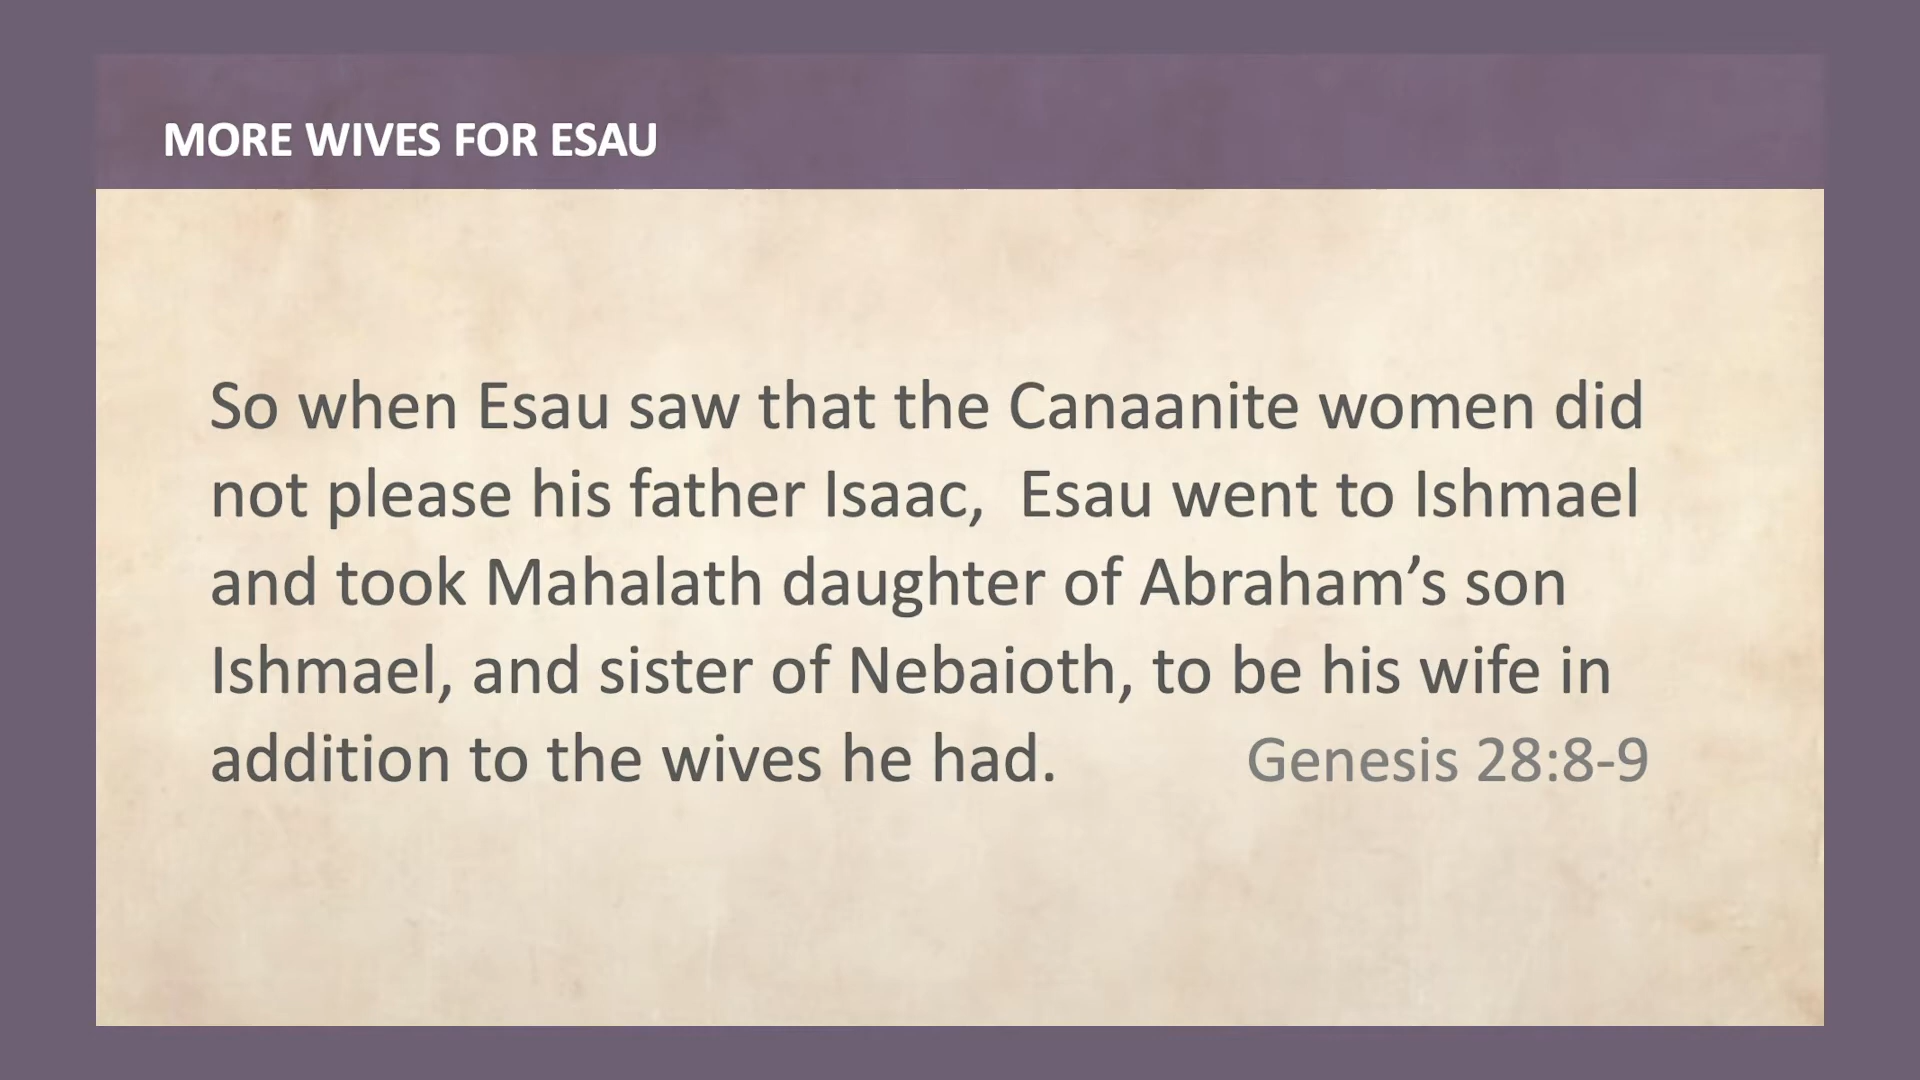 MORE WIVES FOR ESAU
So when Esau saw that the Canaanite women did
not please his father Isaac,  Esau went to Ishmael
and took Mahalath daughter of Abraham’s son
Ishmael, and sister of Nebaioth, to be his wife in
addition to the wives he had. Genesis 28:8-9